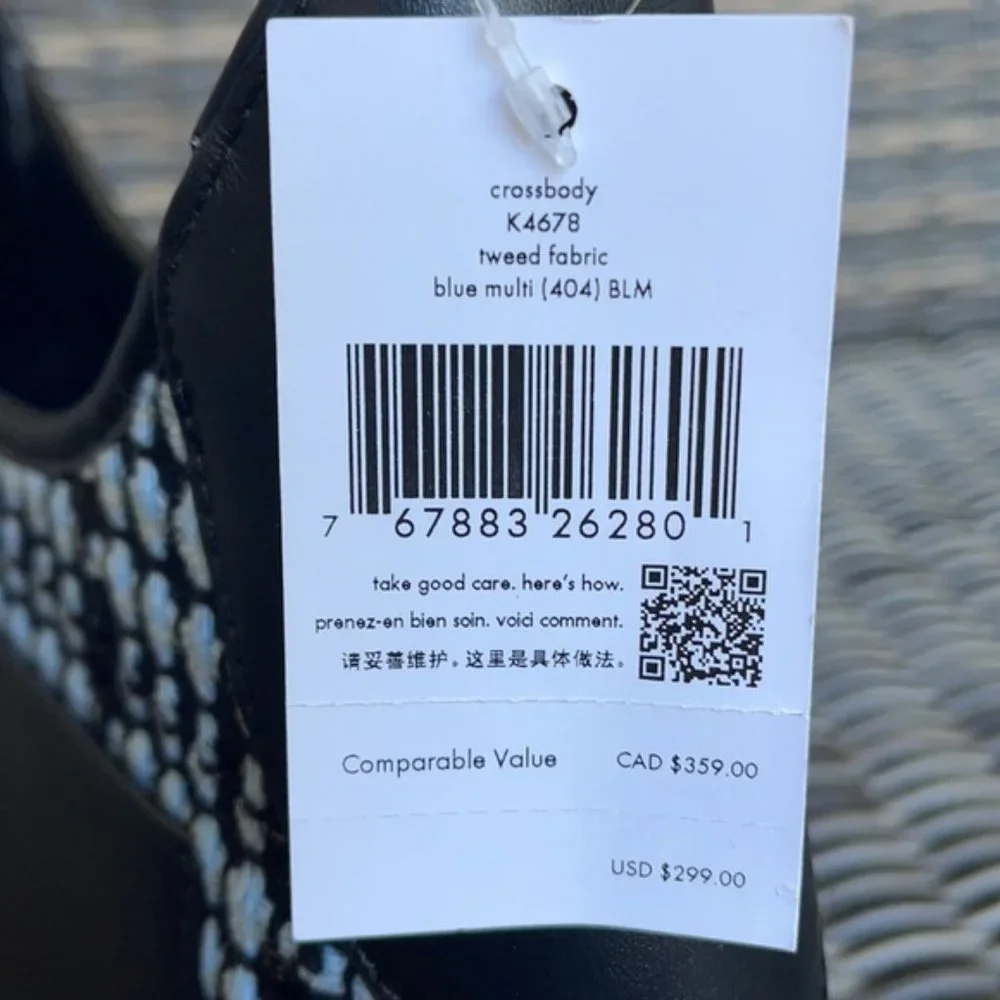 crossbody
K4678
tweed fabric
blue multi (404) BLM
7 67883 26280 1
take good care. here's how.
prenez-en bien soin. voici comment.
请妥善维护。这里是具体做法。
Comparable Value CAD $359.00
USD $299.00